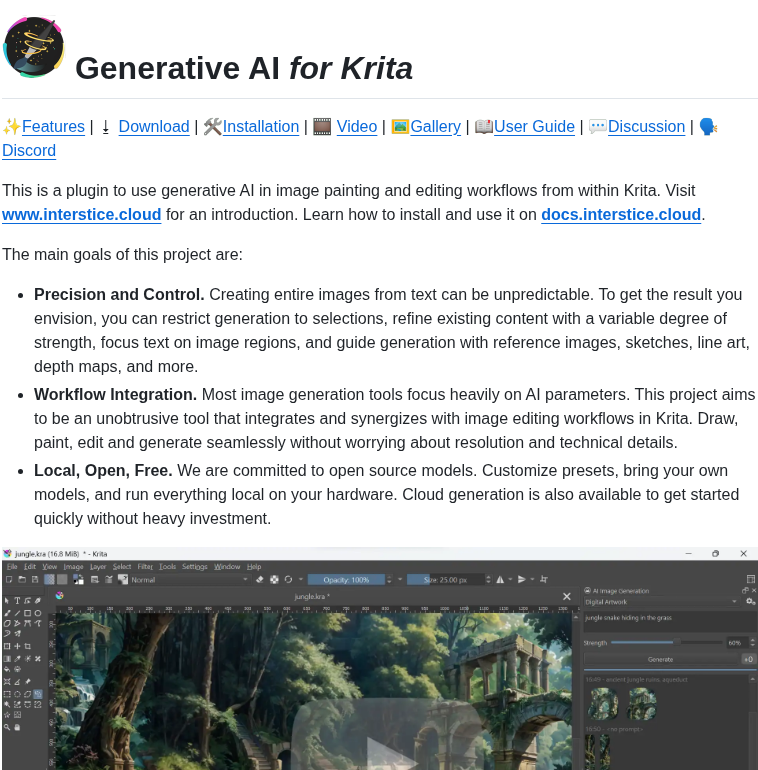 Generative AI for Krita
✨Features | ⭳ Download | 🛠️Installation | 🎞️ Video | 🖼️Gallery | 📖User Guide | 💬Discussion | 🗣️
Discord
This is a plugin to use generative AI in image painting and editing workflows from within Krita. Visit
www.interstice.cloud for an introduction. Learn how to install and use it on docs.interstice.cloud.
The main goals of this project are:
• Precision and Control. Creating entire images from text can be unpredictable. To get the result you
envision, you can restrict generation to selections, refine existing content with a variable degree of
strength, focus text on image regions, and guide generation with reference images, sketches, line art,
depth maps, and more.
• Workflow Integration. Most image generation tools focus heavily on AI parameters. This project aims
to be an unobtrusive tool that integrates and synergizes with image editing workflows in Krita. Draw,
paint, edit and generate seamlessly without worrying about resolution and technical details.
• Local, Open, Free. We are committed to open source models. Customize presets, bring your own
models, and run everything local on your hardware. Cloud generation is also available to get started
quickly without heavy investment.
jungle.kra (16.8 MiB) * - Krita
File Edit View Image Layer Select Filter Tools Settings Window Help
Normal Opacity: 100% Size: 25.00 px
jungle.kra *
AI Image Generation
Digital Artwork
jungle snake hiding in the grass
Strength 60%
Generate +0
16:49 - ancient jungle ruins, aqueduct
16:50 - <no prompt>